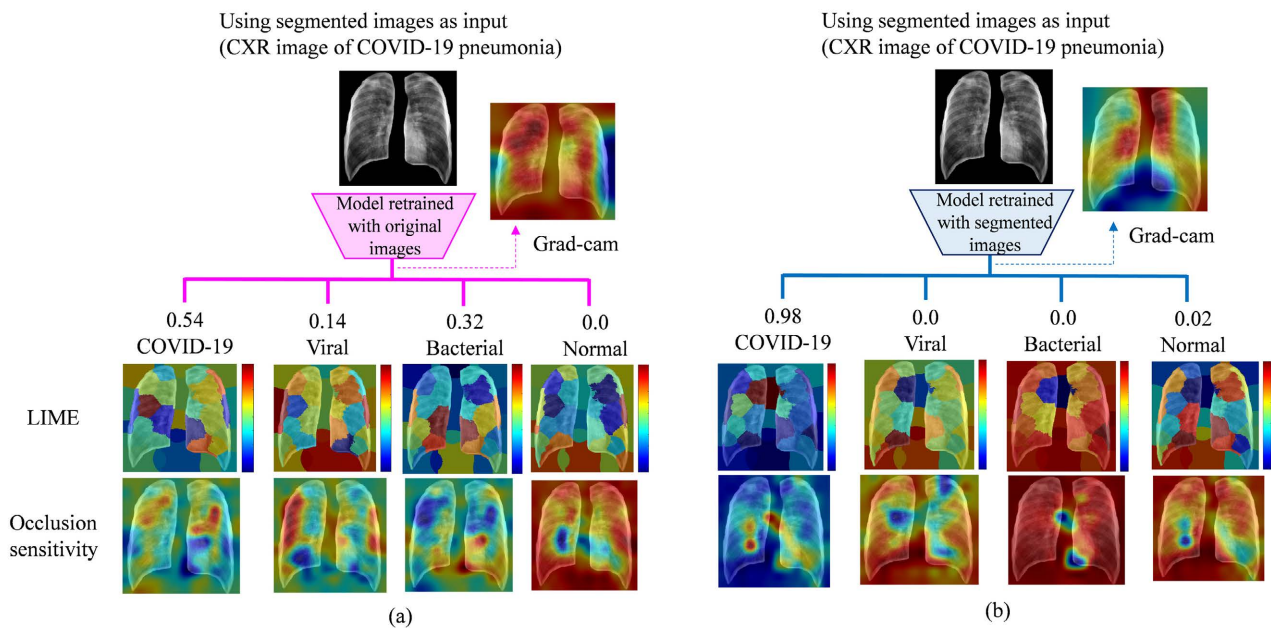 Using segmented images as input
(CXR image of COVID-19 pneumonia)
Model retrained
with original
images
Grad-cam
0.54
0.14
0.32
0.0
COVID-19
Viral
Bacterial
Normal
LIME
Occlusion
sensitivity
(a)
Using segmented images as input
(CXR image of COVID-19 pneumonia)
Model retrained
with segmented
images
Grad-cam
0.98
0.0
0.0
0.02
COVID-19
Viral
Bacterial
Normal
(b)